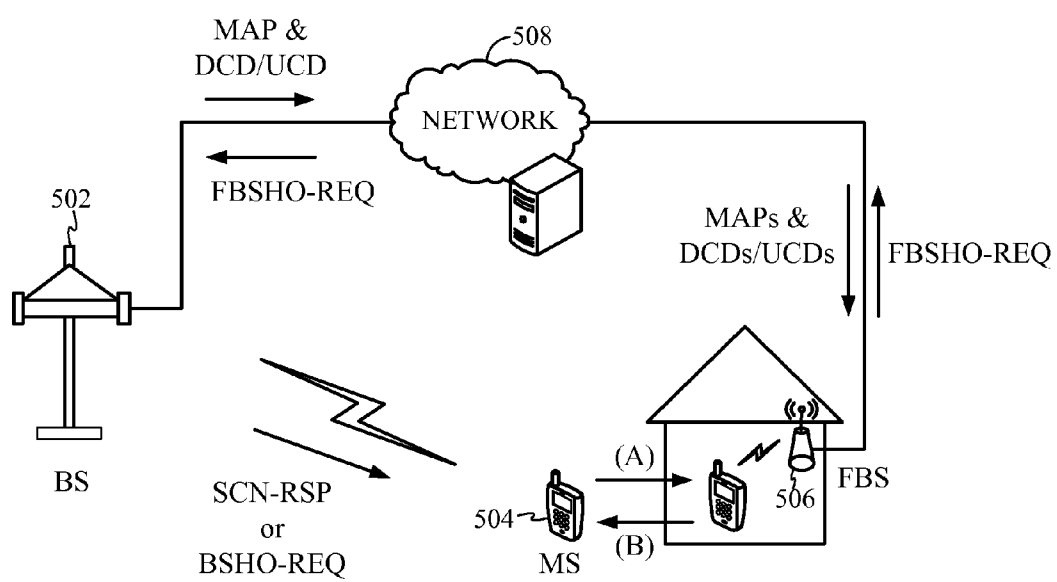 MAP &
DCD/UCD
508
NETWORK
FBSHO-REQ
502
MAPs &
DCDs/UCDs
FBSHO-REQ
BS
SCN-RSP
or
BSHO-REQ
504
MS
(A)
(B)
506
FBS